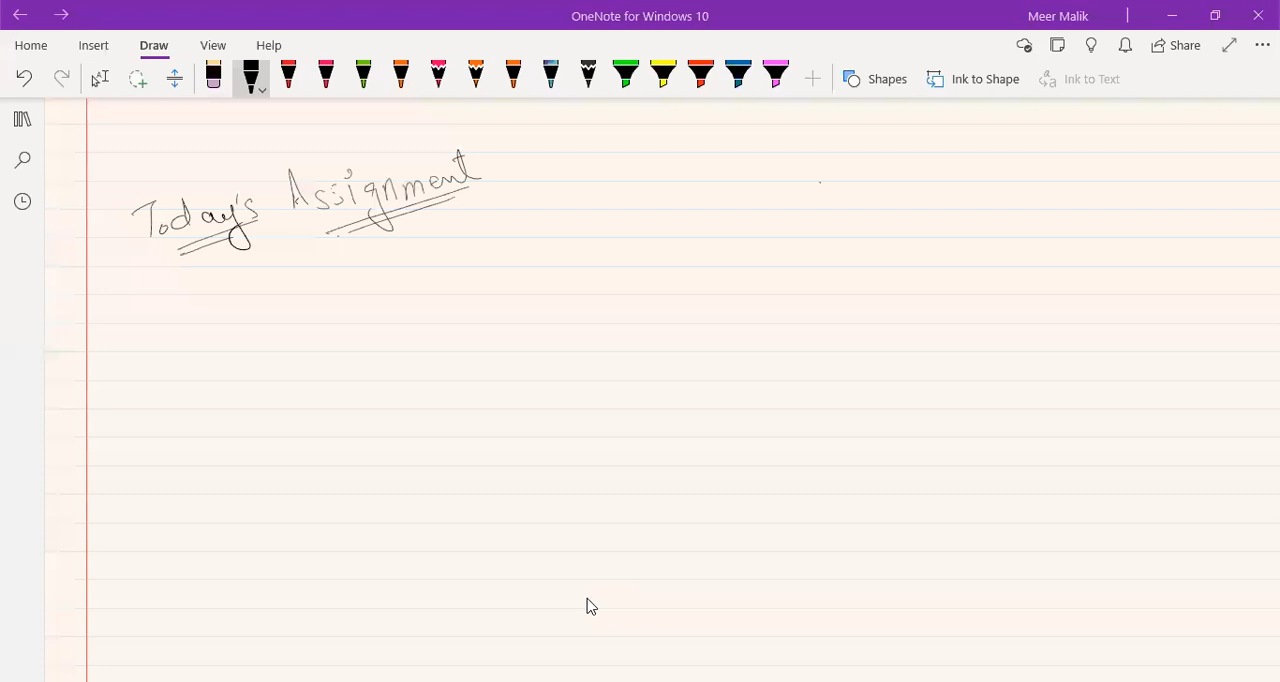 OneNote for Windows 10
Meer Malik
Home Insert Draw View Help
Share
Shapes
Ink to Shape
Ink to Text
Today's Assignment